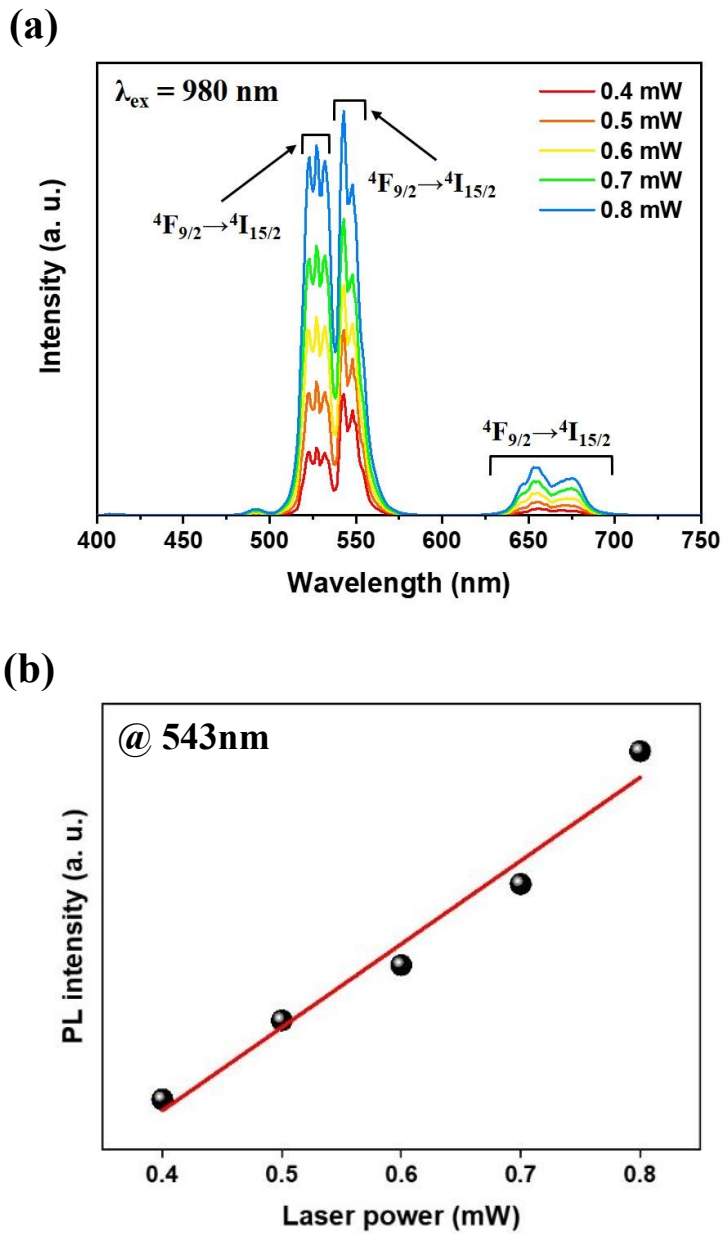 (a)
λex = 980 nm
0.4 mW
0.5 mW
0.6 mW
0.7 mW
0.8 mW
⁴F9/2→⁴I15/2
⁴F9/2→⁴I15/2
⁴F9/2→⁴I15/2
Intensity (a. u.)
400 450 500 550 600 650 700 750
Wavelength (nm)
(b)
@ 543nm
PL intensity (a. u.)
0.4 0.5 0.6 0.7 0.8
Laser power (mW)